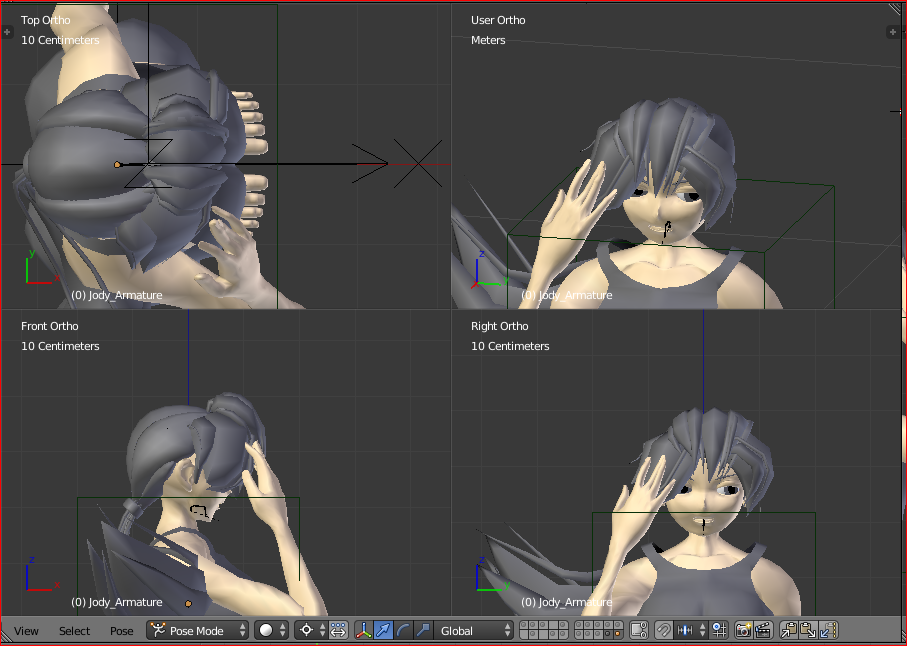 Top Ortho
10 Centimeters
y
x
(0) Jody_Armature
User Ortho
Meters
z
(0) Jody_Armature
Front Ortho
10 Centimeters
z
x
(0) Jody_Armature
Right Ortho
10 Centimeters
z
y
(0) Jody_Armature
View Select Pose Pose Mode Global